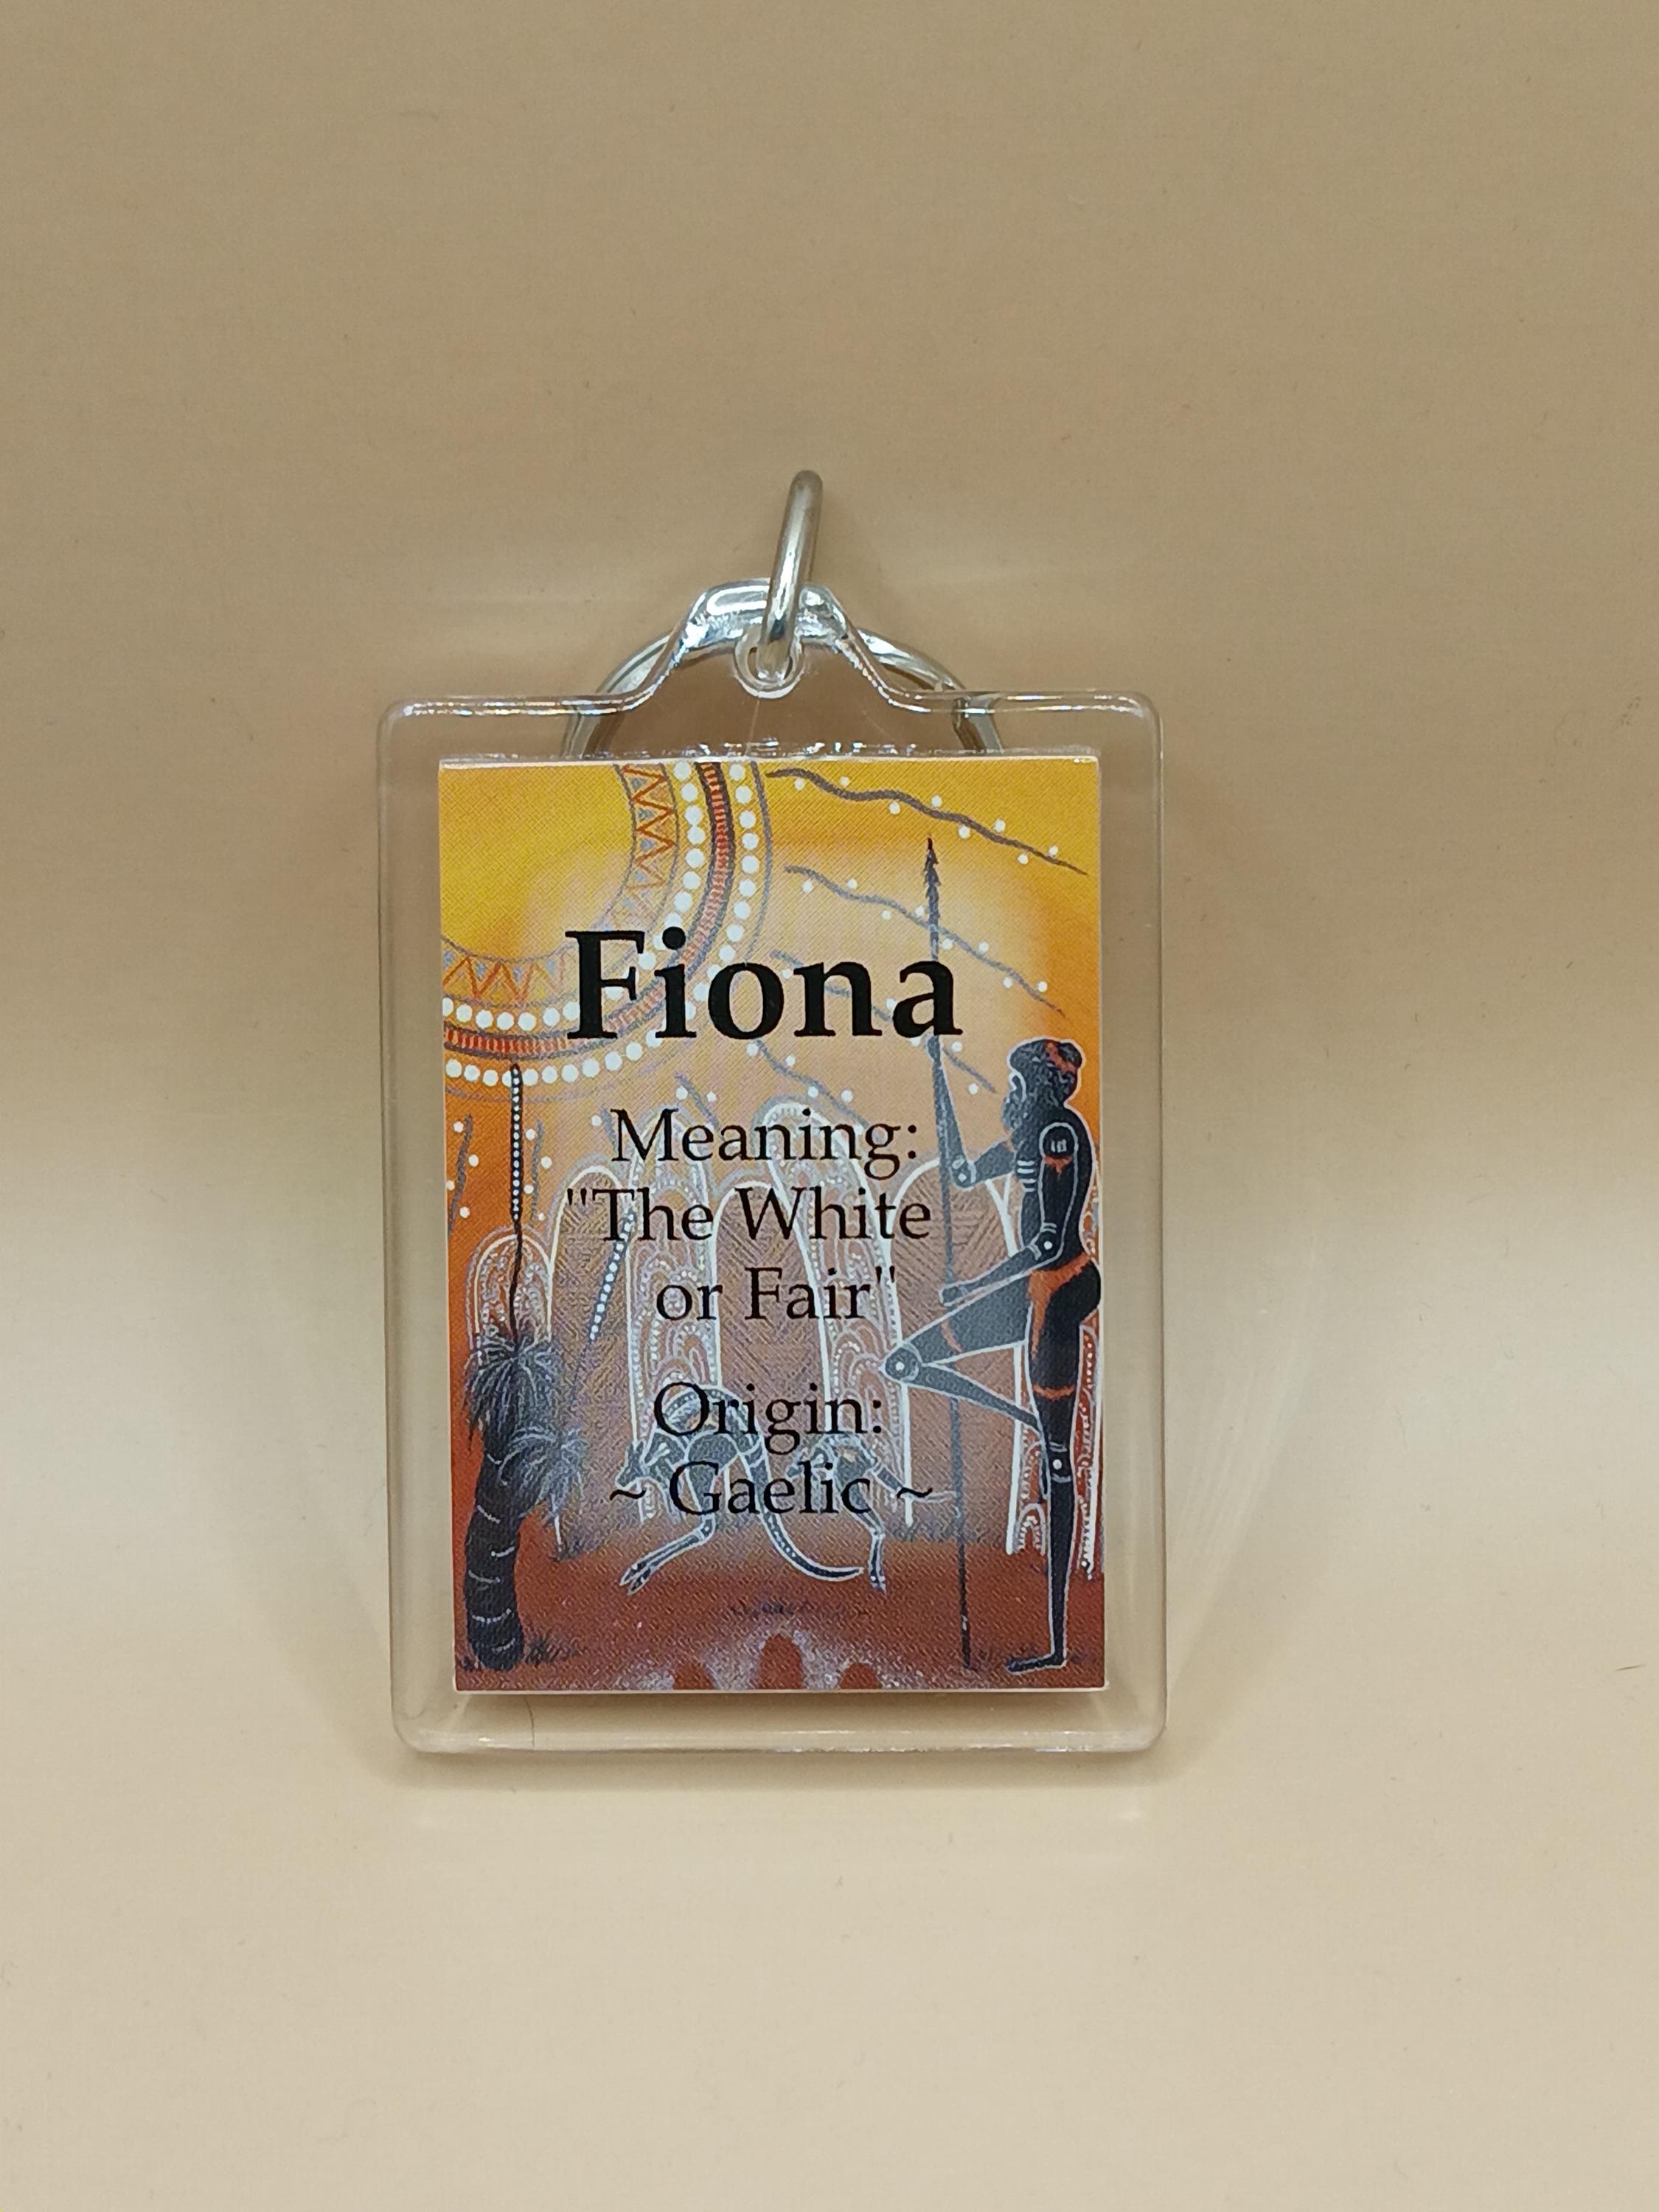 Fiona
Meaning:
"The White
or Fair"
Origin:
~ Gaelic ~